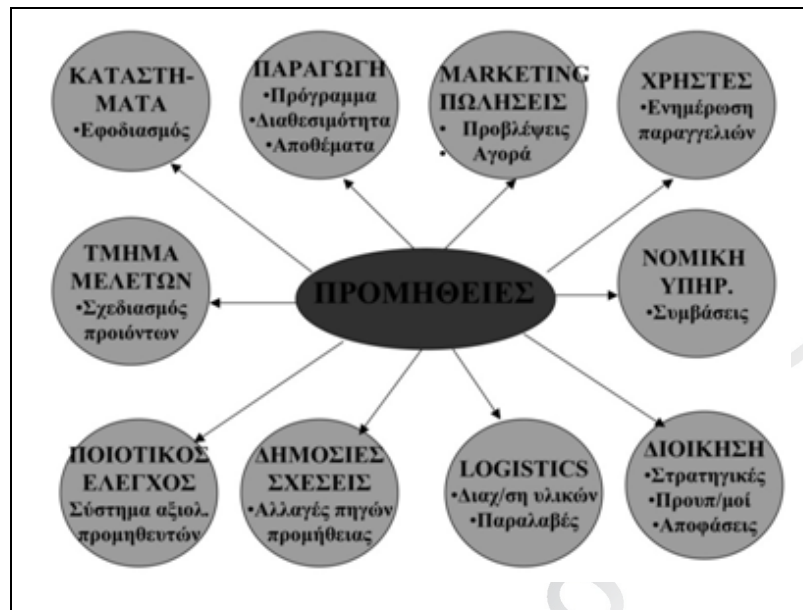 ΚΑΤΑΣΤΗ-
ΜΑΤΑ
•Εφοδιασμός
ΠΑΡΑΓΩΓΗ
•Πρόγραμμα
•Διαθεσιμότητα
•Αποθέματα
MARKETING
ΠΩΛΗΣΕΙΣ
• Προβλέψεις
• Αγορά
ΧΡΗΣΤΕΣ
•Ενημέρωση
παραγγελιών
ΤΜΗΜΑ
ΜΕΛΕΤΩΝ
•Σχεδιασμός
προιόντων
ΠΡΟΜΗΘΕΙΕΣ
ΝΟΜΙΚΗ
ΥΠΗΡ.
•Συμβάσεις
ΠΟΙΟΤΙΚΟΣ
ΕΛΕΓΧΟΣ
Σύστημα αξιολ.
προμηθευτών
ΔΗΜΟΣΙΕΣ
ΣΧΕΣΕΙΣ
•Αλλαγές πηγών
προμήθειας
LOGISTICS
•Διαχ/ση υλικών
•Παραλαβές
ΔΙΟΙΚΗΣΗ
•Στρατηγικές
•Προυπ/μοί
•Αποφάσεις